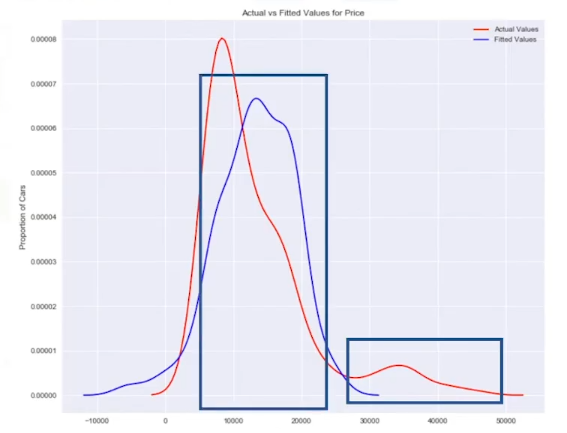 Actual vs Fitted Values for Price
Actual Values
Fitted Values
Proportion of Cars
0.00008
0.00007
0.00006
0.00005
0.00004
0.00003
0.00002
0.00001
0.00000
−10000 0 10000 20000 30000 40000 50000